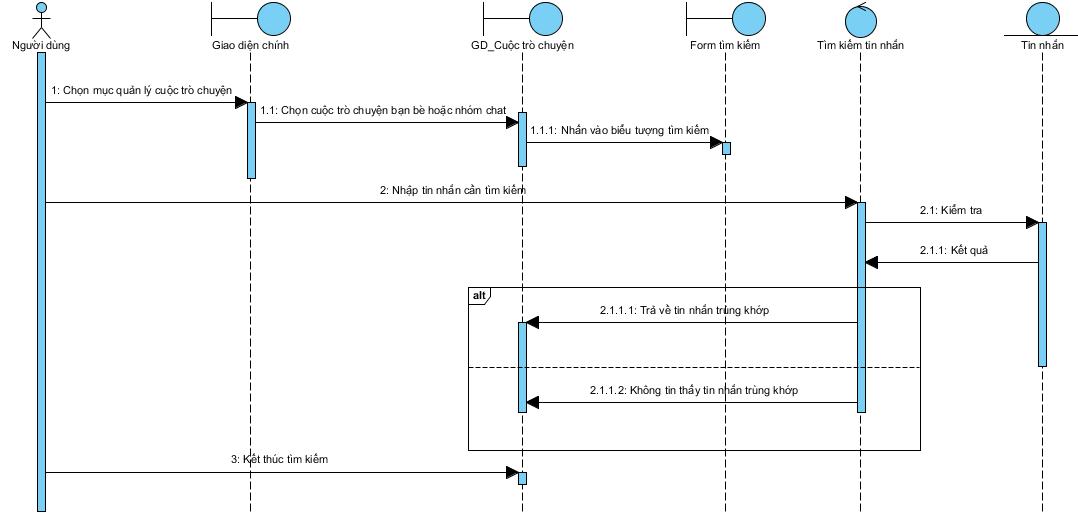 Người dùng
Giao diện chính
GD_Cuộc trò chuyện
Form tìm kiếm
Tìm kiếm tin nhắn
Tin nhắn
1: Chọn mục quản lý cuộc trò chuyện
1.1: Chọn cuộc trò chuyện bạn bè hoặc nhóm chat
1.1.1: Nhấn vào biểu tượng tìm kiếm
2: Nhập tin nhắn cần tìm kiếm
2.1: Kiểm tra
2.1.1: Kết quả
alt
2.1.1.1: Trả về tin nhắn trùng khớp
2.1.1.2: Không tin thấy tin nhắn trùng khớp
3: Kết thúc tìm kiếm